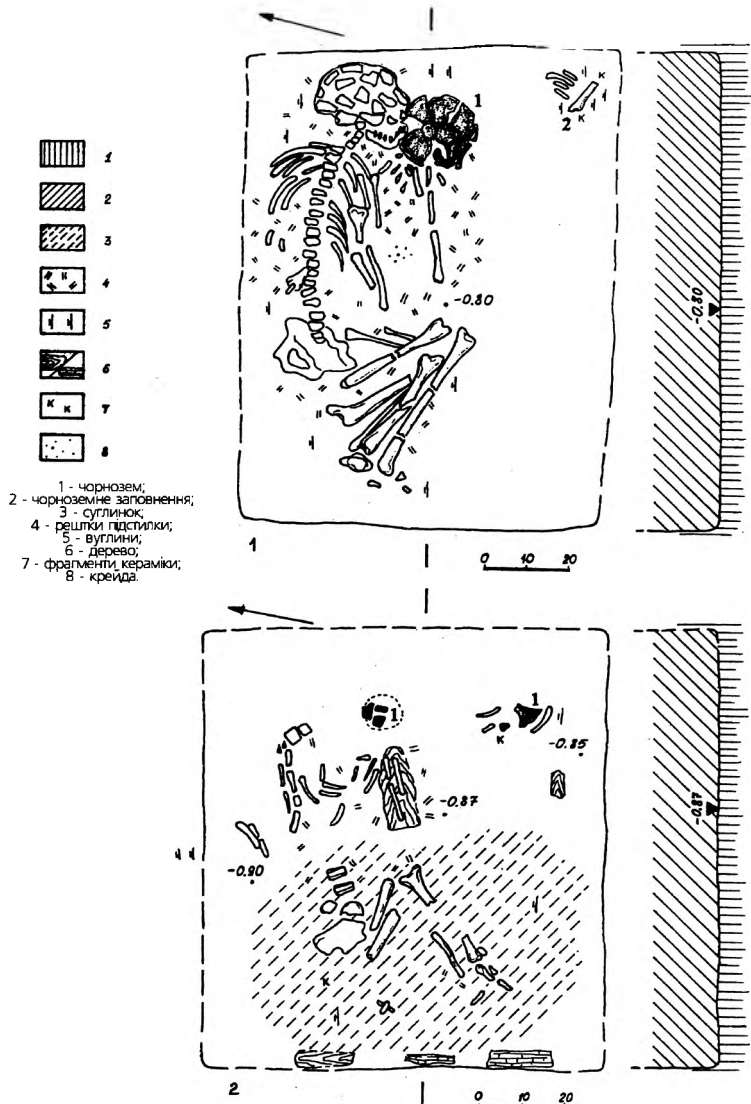 1
2
3
4
5
6
7
8
1 - чорнозем;
2 - чорноземне заповнення;
3 - суглинок;
4 - рештки підстилки;
5 - вуглини;
6 - дерево;
7 - фрагменти кераміки;
8 - крейда.
1
к
2
к
-0.80
-0.80
1
0 10 20
1
1
к
-0.85
-0.87
-0.87
-0.90
к
2
0 10 20